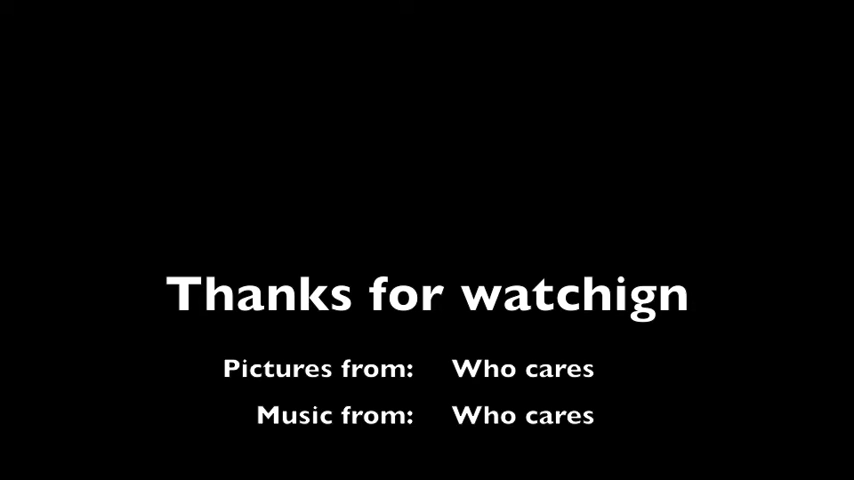 Thanks for watchign
Pictures from: Who cares
Music from: Who cares